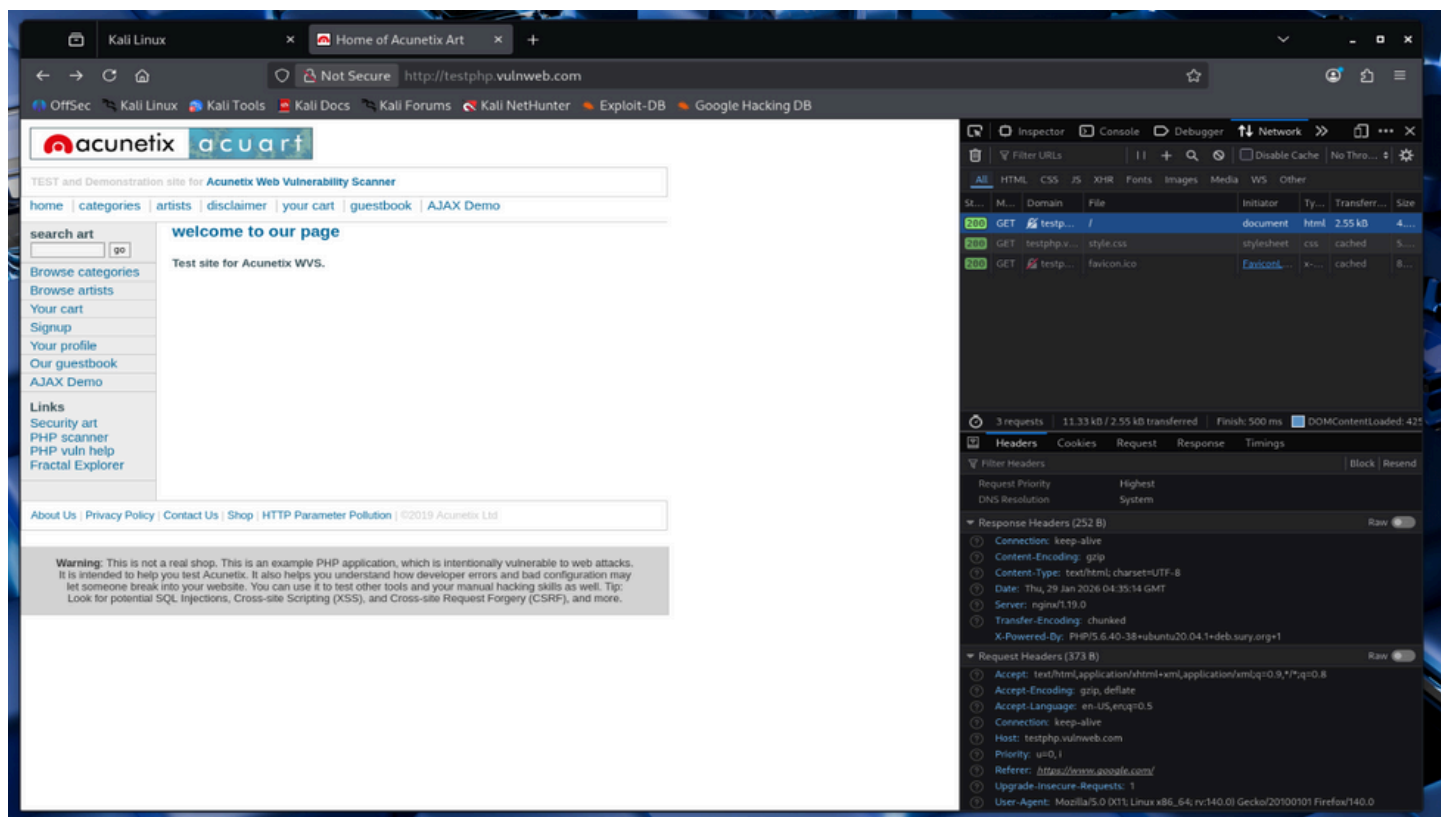 Kali Linux × Home of Acunetix Art × +
Not Secure http://testphp.vulnweb.com
OffSec Kali Linux Kali Tools Kali Docs Kali Forums Kali NetHunter Exploit-DB Google Hacking DB
acunetix acuart
TEST and Demonstration site for Acunetix Web Vulnerability Scanner
home | categories | artists | disclaimer | your cart | guestbook | AJAX Demo
search art
go
Browse categories
Browse artists
Your cart
Signup
Your profile
Our guestbook
AJAX Demo
Links
Security art
PHP scanner
PHP vuln help
Fractal Explorer
welcome to our page
Test site for Acunetix WVS.
About Us | Privacy Policy | Contact Us | Shop | HTTP Parameter Pollution | ©2019 Acunetix Ltd
Warning: This is not a real shop. This is an example PHP application, which is intentionally vulnerable to web attacks.
It is intended to help you test Acunetix. It also helps you understand how developer errors and bad configuration may
let someone break into your website. You can use it to test other tools and your manual hacking skills as well. Tip:
Look for potential SQL Injections, Cross-site Scripting (XSS), and Cross-site Request Forgery (CSRF), and more.
Inspector Console Debugger Network
Filter URLs Disable Cache No Thro...
All HTML CSS JS XHR Fonts Images Media WS Other
St... M... Domain File Initiator Ty... Transferr... Size
200 GET testp... / document html 2.55 kB 4....
200 GET testphp.v... style.css stylesheet css cached 5....
200 GET testp... favicon.ico FaviconL... x-... cached 8...
3 requests 11.33 kB / 2.55 kB transferred Finish: 500 ms DOMContentLoaded: 425
Headers Cookies Request Response Timings
Filter Headers Block Resend
Request Priority Highest
DNS Resolution System
Response Headers (252 B) Raw
Connection: keep-alive
Content-Encoding: gzip
Content-Type: text/html; charset=UTF-8
Date: Thu, 29 Jan 2026 04:35:14 GMT
Server: nginx/1.19.0
Transfer-Encoding: chunked
X-Powered-By: PHP/5.6.40-38+ubuntu20.04.1+deb.sury.org+1
Request Headers (373 B) Raw
Accept: text/html,application/xhtml+xml,application/xml;q=0.9,*/*;q=0.8
Accept-Encoding: gzip, deflate
Accept-Language: en-US,en;q=0.5
Connection: keep-alive
Host: testphp.vulnweb.com
Priority: u=0, i
Referer: https://www.google.com/
Upgrade-Insecure-Requests: 1
User-Agent: Mozilla/5.0 (X11; Linux x86_64; rv:140.0) Gecko/20100101 Firefox/140.0